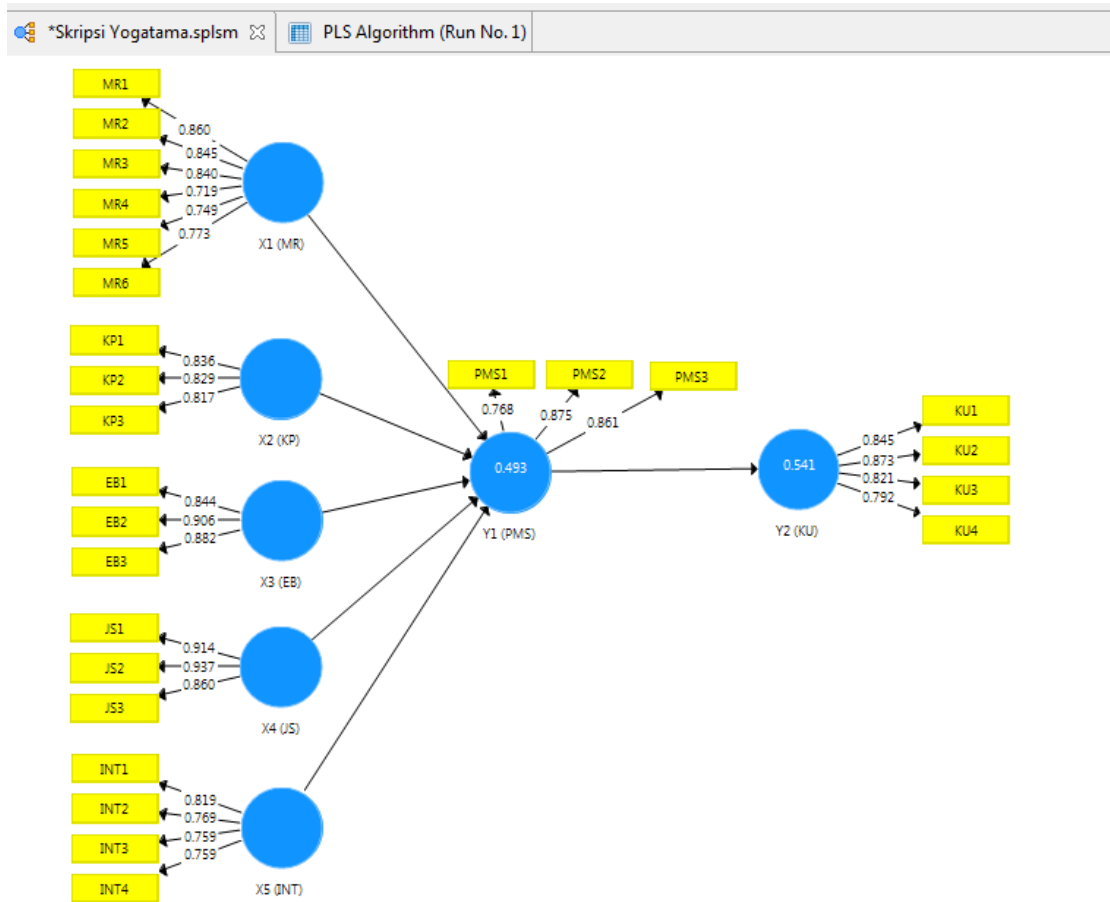 *Skripsi Yogatama.splsm
PLS Algorithm (Run No. 1)
MR1
MR2
MR3
MR4
MR5
MR6
0.860
0.845
0.840
0.719
0.749
0.773
X1 (MR)
KP1
KP2
KP3
0.836
0.829
0.817
X2 (KP)
EB1
EB2
EB3
0.844
0.906
0.882
X3 (EB)
JS1
JS2
JS3
0.914
0.937
0.860
X4 (JS)
INT1
INT2
INT3
INT4
0.819
0.769
0.759
0.759
X5 (INT)
PMS1
PMS2
PMS3
0.768
0.875
0.861
0.493
Y1 (PMS)
0.541
Y2 (KU)
0.845
0.873
0.821
0.792
KU1
KU2
KU3
KU4